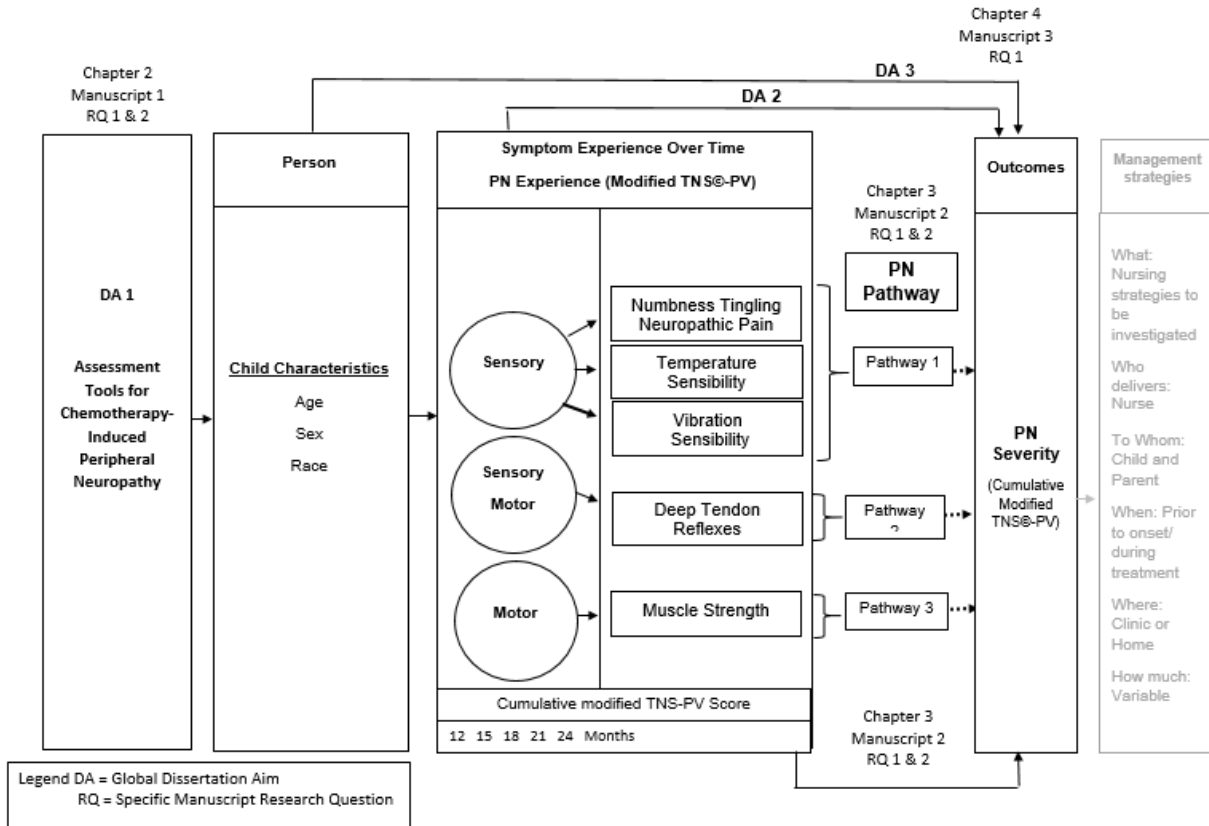 Chapter 4
Manuscript 3
RQ 1
Chapter 2
Manuscript 1
RQ 1 & 2
DA 3
DA 2
DA 1
Assessment
Tools for
Chemotherapy-
Induced
Peripheral
Neuropathy
Person
Child Characteristics
Age
Sex
Race
Symptom Experience Over Time
PN Experience (Modified TNS©-PV)
Sensory
Numbness Tingling
Neuropathic Pain
Temperature
Sensibility
Vibration
Sensibility
Sensory
Motor
Deep Tendon
Reflexes
Motor
Muscle Strength
Cumulative modified TNS-PV Score
12 15 18 21 24 Months
Chapter 3
Manuscript 2
RQ 1 & 2
PN
Pathway
Pathway 1
Pathway
Pathway 3
Chapter 3
Manuscript 2
RQ 1 & 2
Outcomes
PN
Severity
(Cumulative
Modified
TNS©-PV)
Management
strategies
What:
Nursing
strategies to
be
investigated
Who
delivers:
Nurse
To Whom:
Child and
Parent
When: Prior
to onset/
during
treatment
Where:
Clinic or
Home
How much:
Variable
Legend DA = Global Dissertation Aim
RQ = Specific Manuscript Research Question